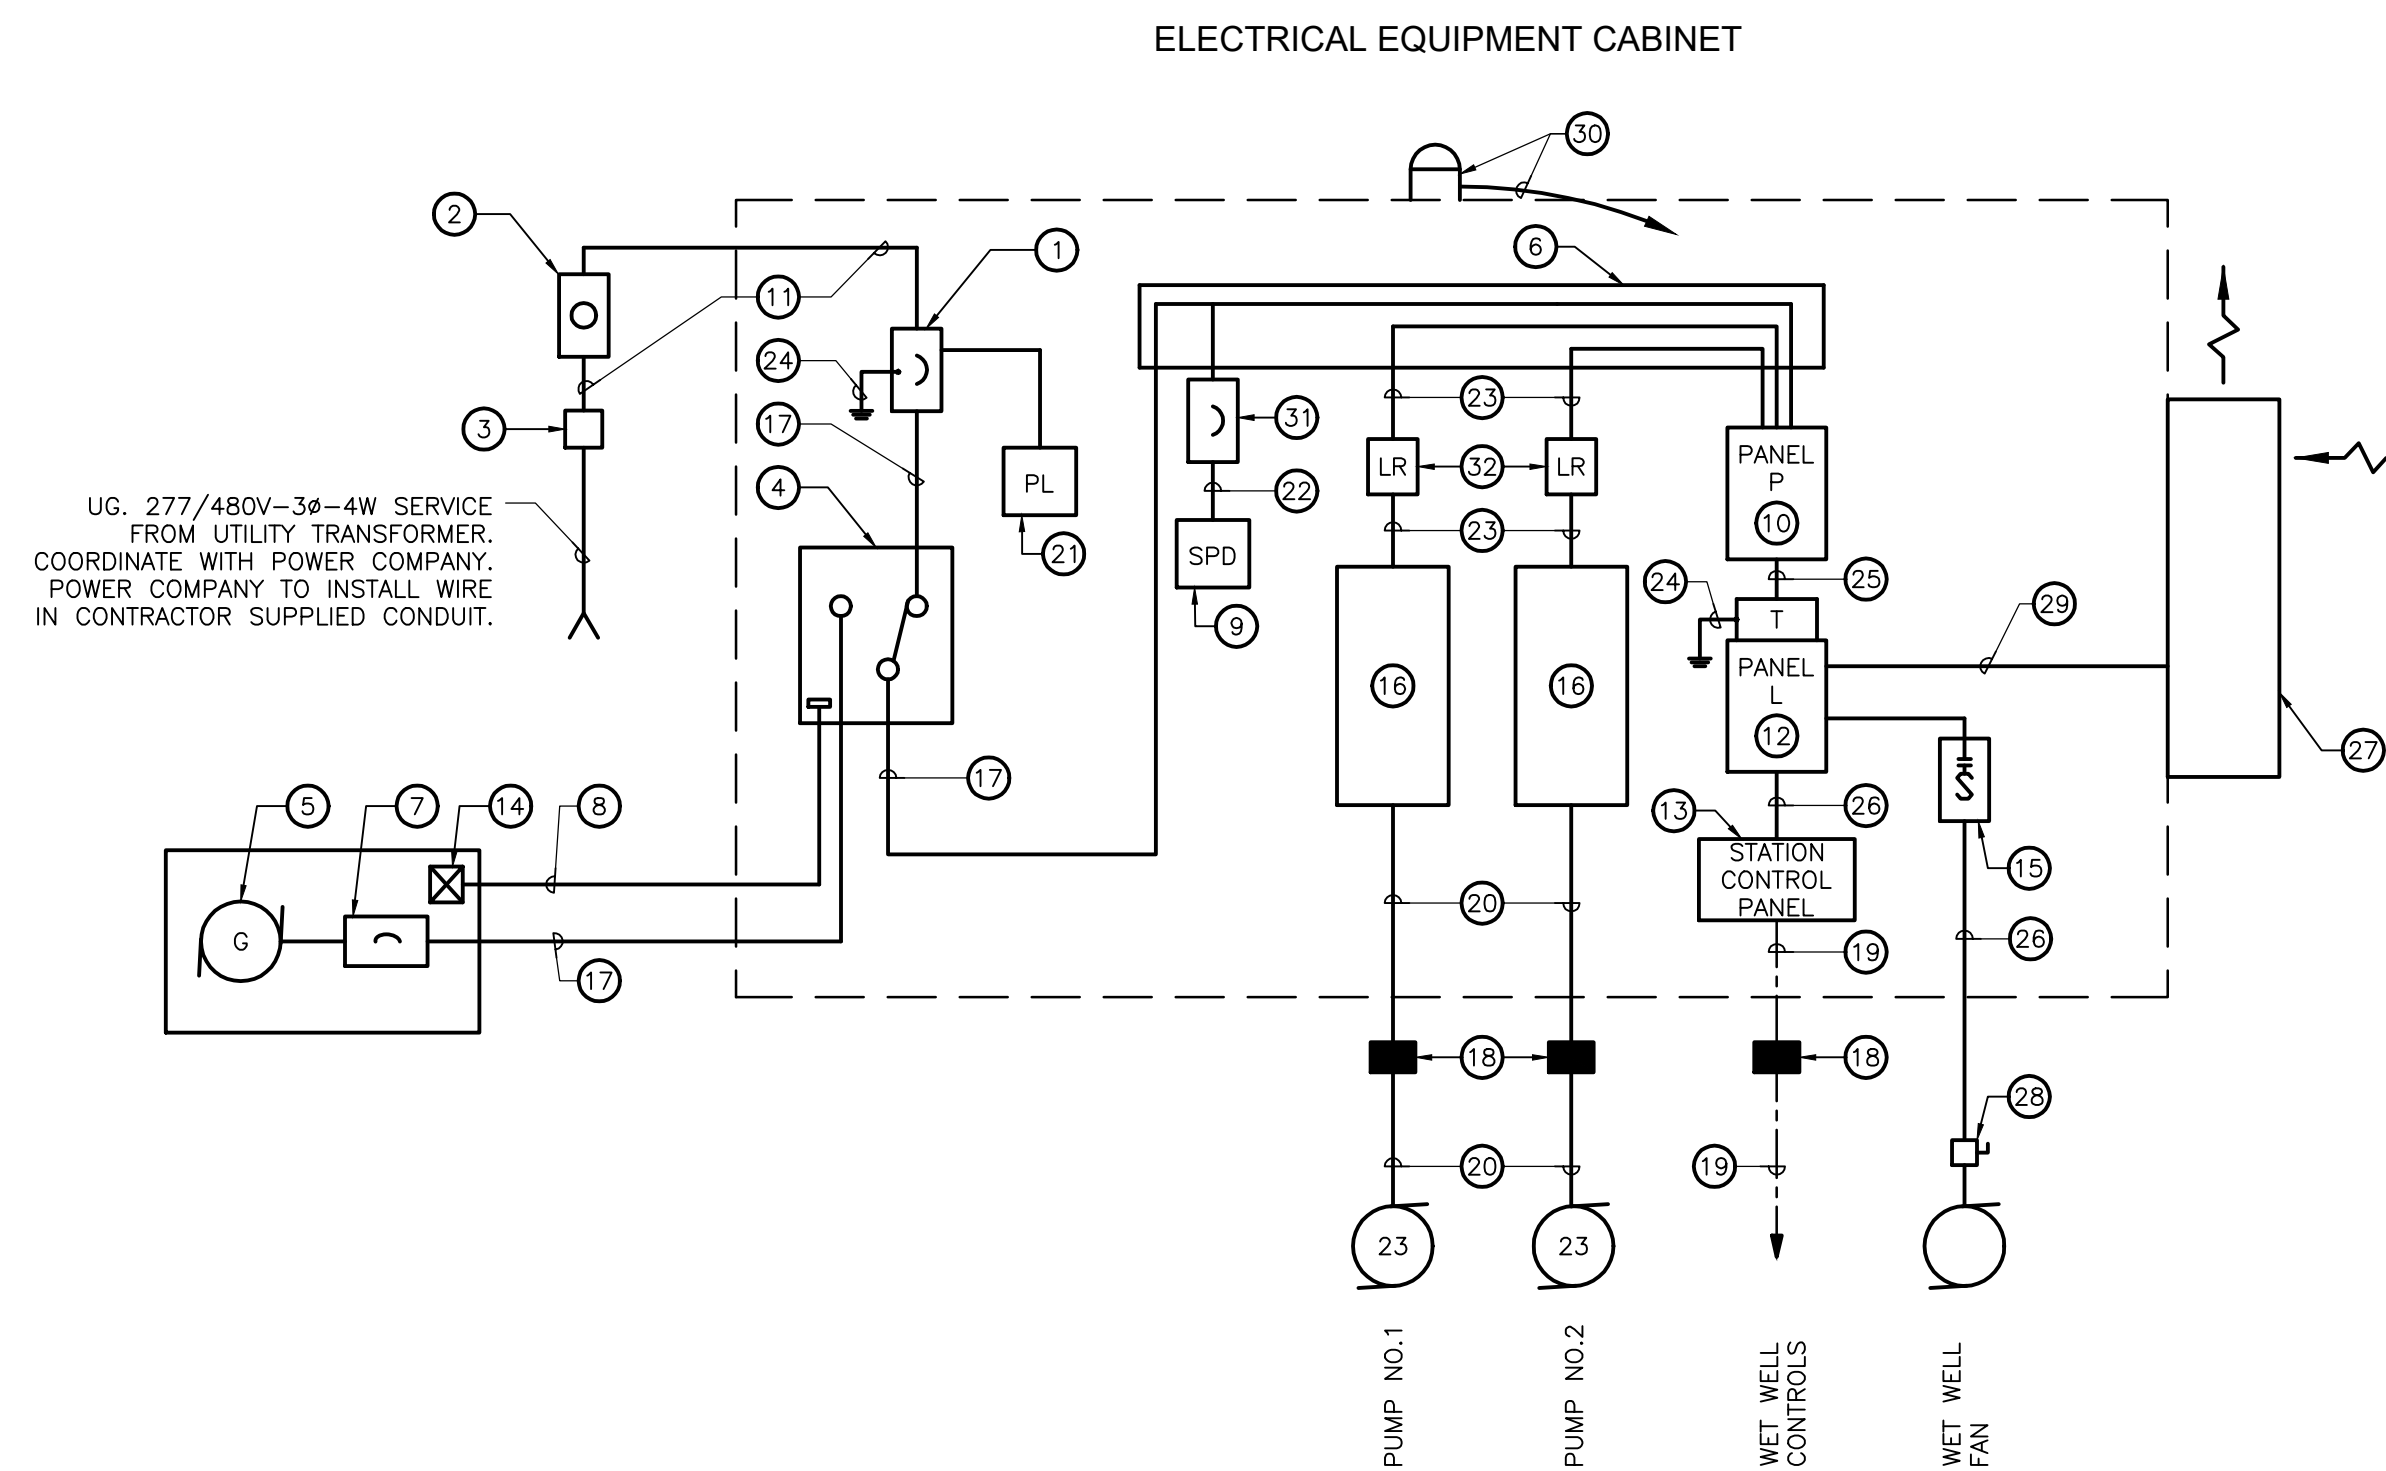 ELECTRICAL EQUIPMENT CABINET
30
2
1
6
11
24
23
31
17
3
32
LR
LR
PANEL
P
10
4
PL
22
UG. 277/480V-3ø-4W SERVICE
FROM UTILITY TRANSFORMER.
COORDINATE WITH POWER COMPANY.
POWER COMPANY TO INSTALL WIRE
IN CONTRACTOR SUPPLIED CONDUIT.
21
SPD
23
9
24
25
29
T
16
16
PANEL
L
12
27
17
5
7
14
8
13
26
STATION
CONTROL
PANEL
15
20
G
19
26
17
18
18
28
20
19
23
23
PUMP NO.1
PUMP NO.2
WET WELL
CONTROLS
WET WELL
FAN